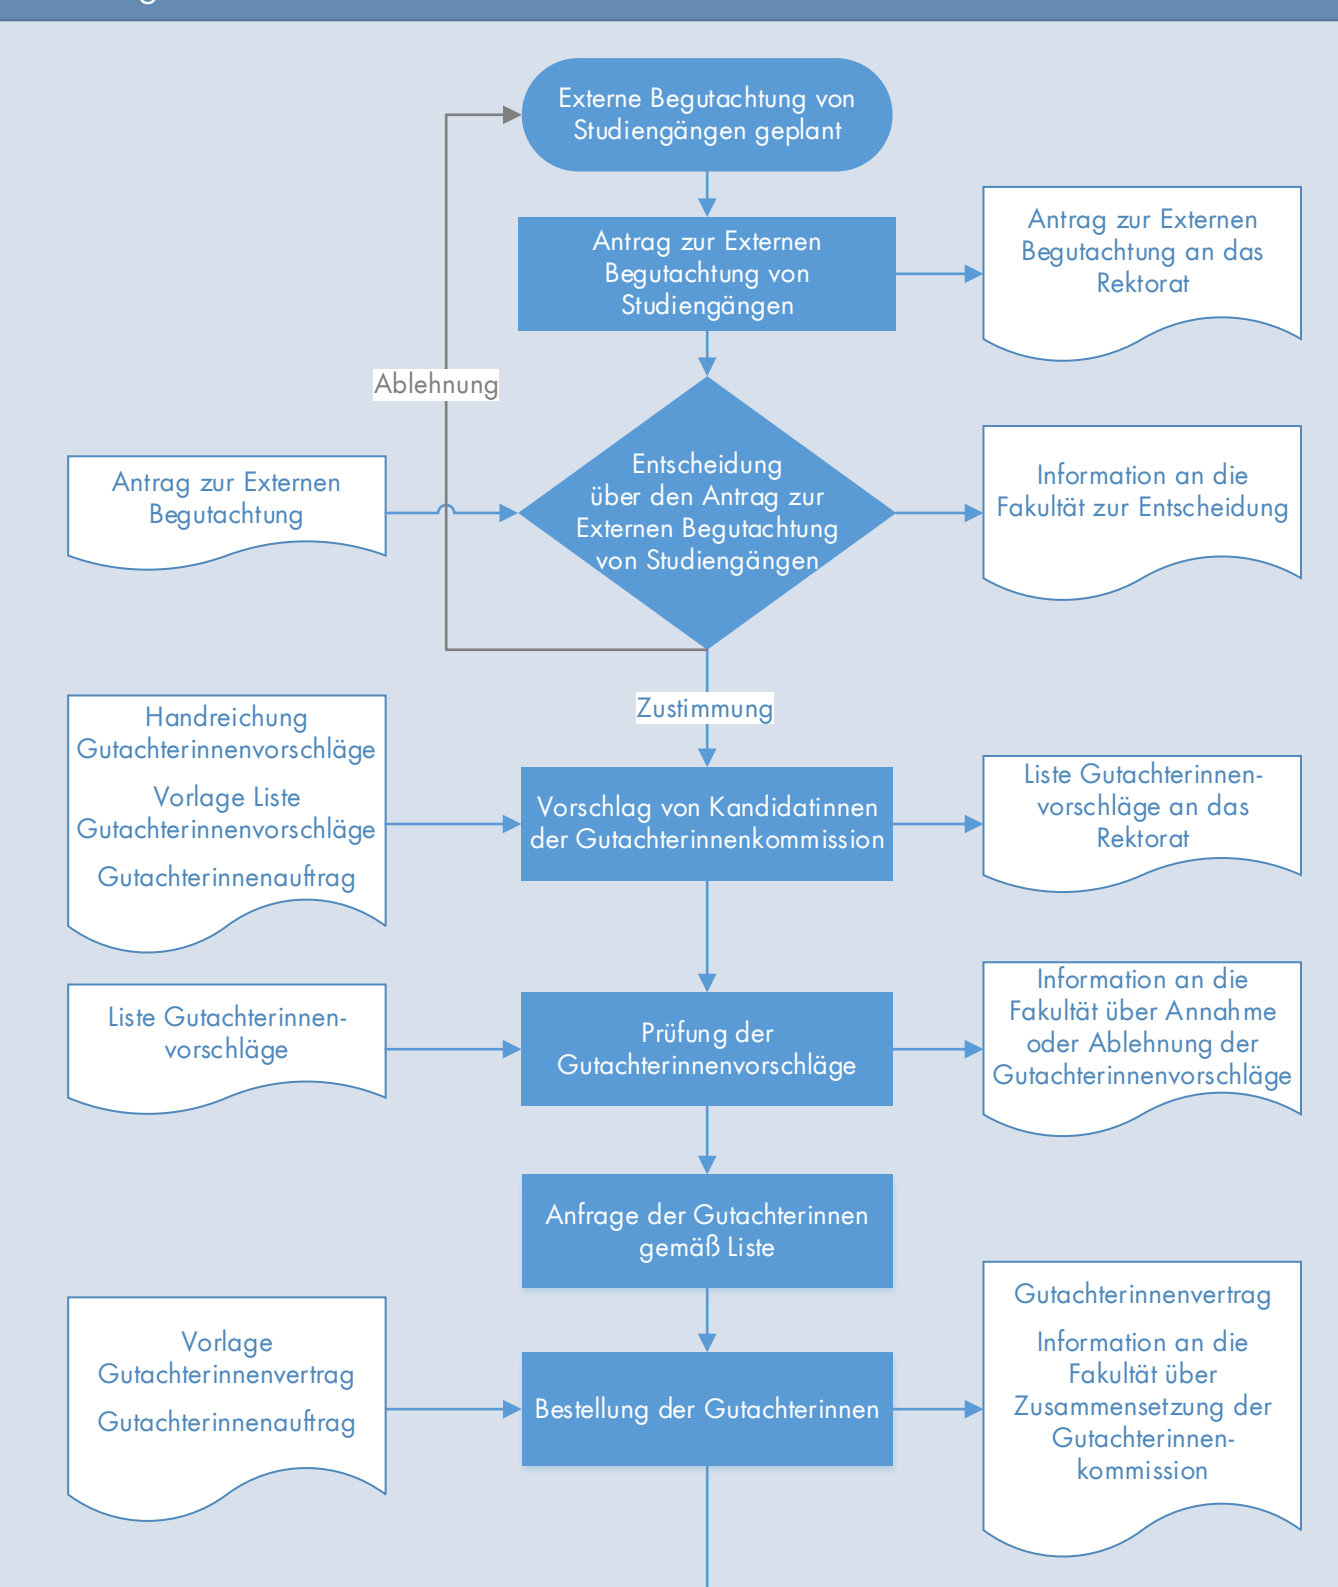 Externe Begutachtung von
Studiengängen geplant
Antrag zur Externen
Begutachtung von
Studiengängen
Antrag zur Externen
Begutachtung an das
Rektorat
Ablehnung
Antrag zur Externen
Begutachtung
Entscheidung
über den Antrag zur
Externen Begutachtung
von Studiengängen
Information an die
Fakultät zur Entscheidung
Zustimmung
Handreichung
Gutachterinnenvorschläge
Vorlage Liste
Gutachterinnenvorschläge
Gutachterinnenauftrag
Vorschlag von Kandidatinnen
der Gutachterinnenkommission
Liste Gutachterinnen-
vorschläge an das
Rektorat
Liste Gutachterinnen-
vorschläge
Prüfung der
Gutachterinnenvorschläge
Information an die
Fakultät über Annahme
oder Ablehnung der
Gutachterinnenvorschläge
Anfrage der Gutachterinnen
gemäß Liste
Vorlage
Gutachterinnenvertrag
Gutachterinnenauftrag
Bestellung der Gutachterinnen
Gutachterinnenvertrag
Information an die
Fakultät über
Zusammensetzung der
Gutachterinnen-
kommission